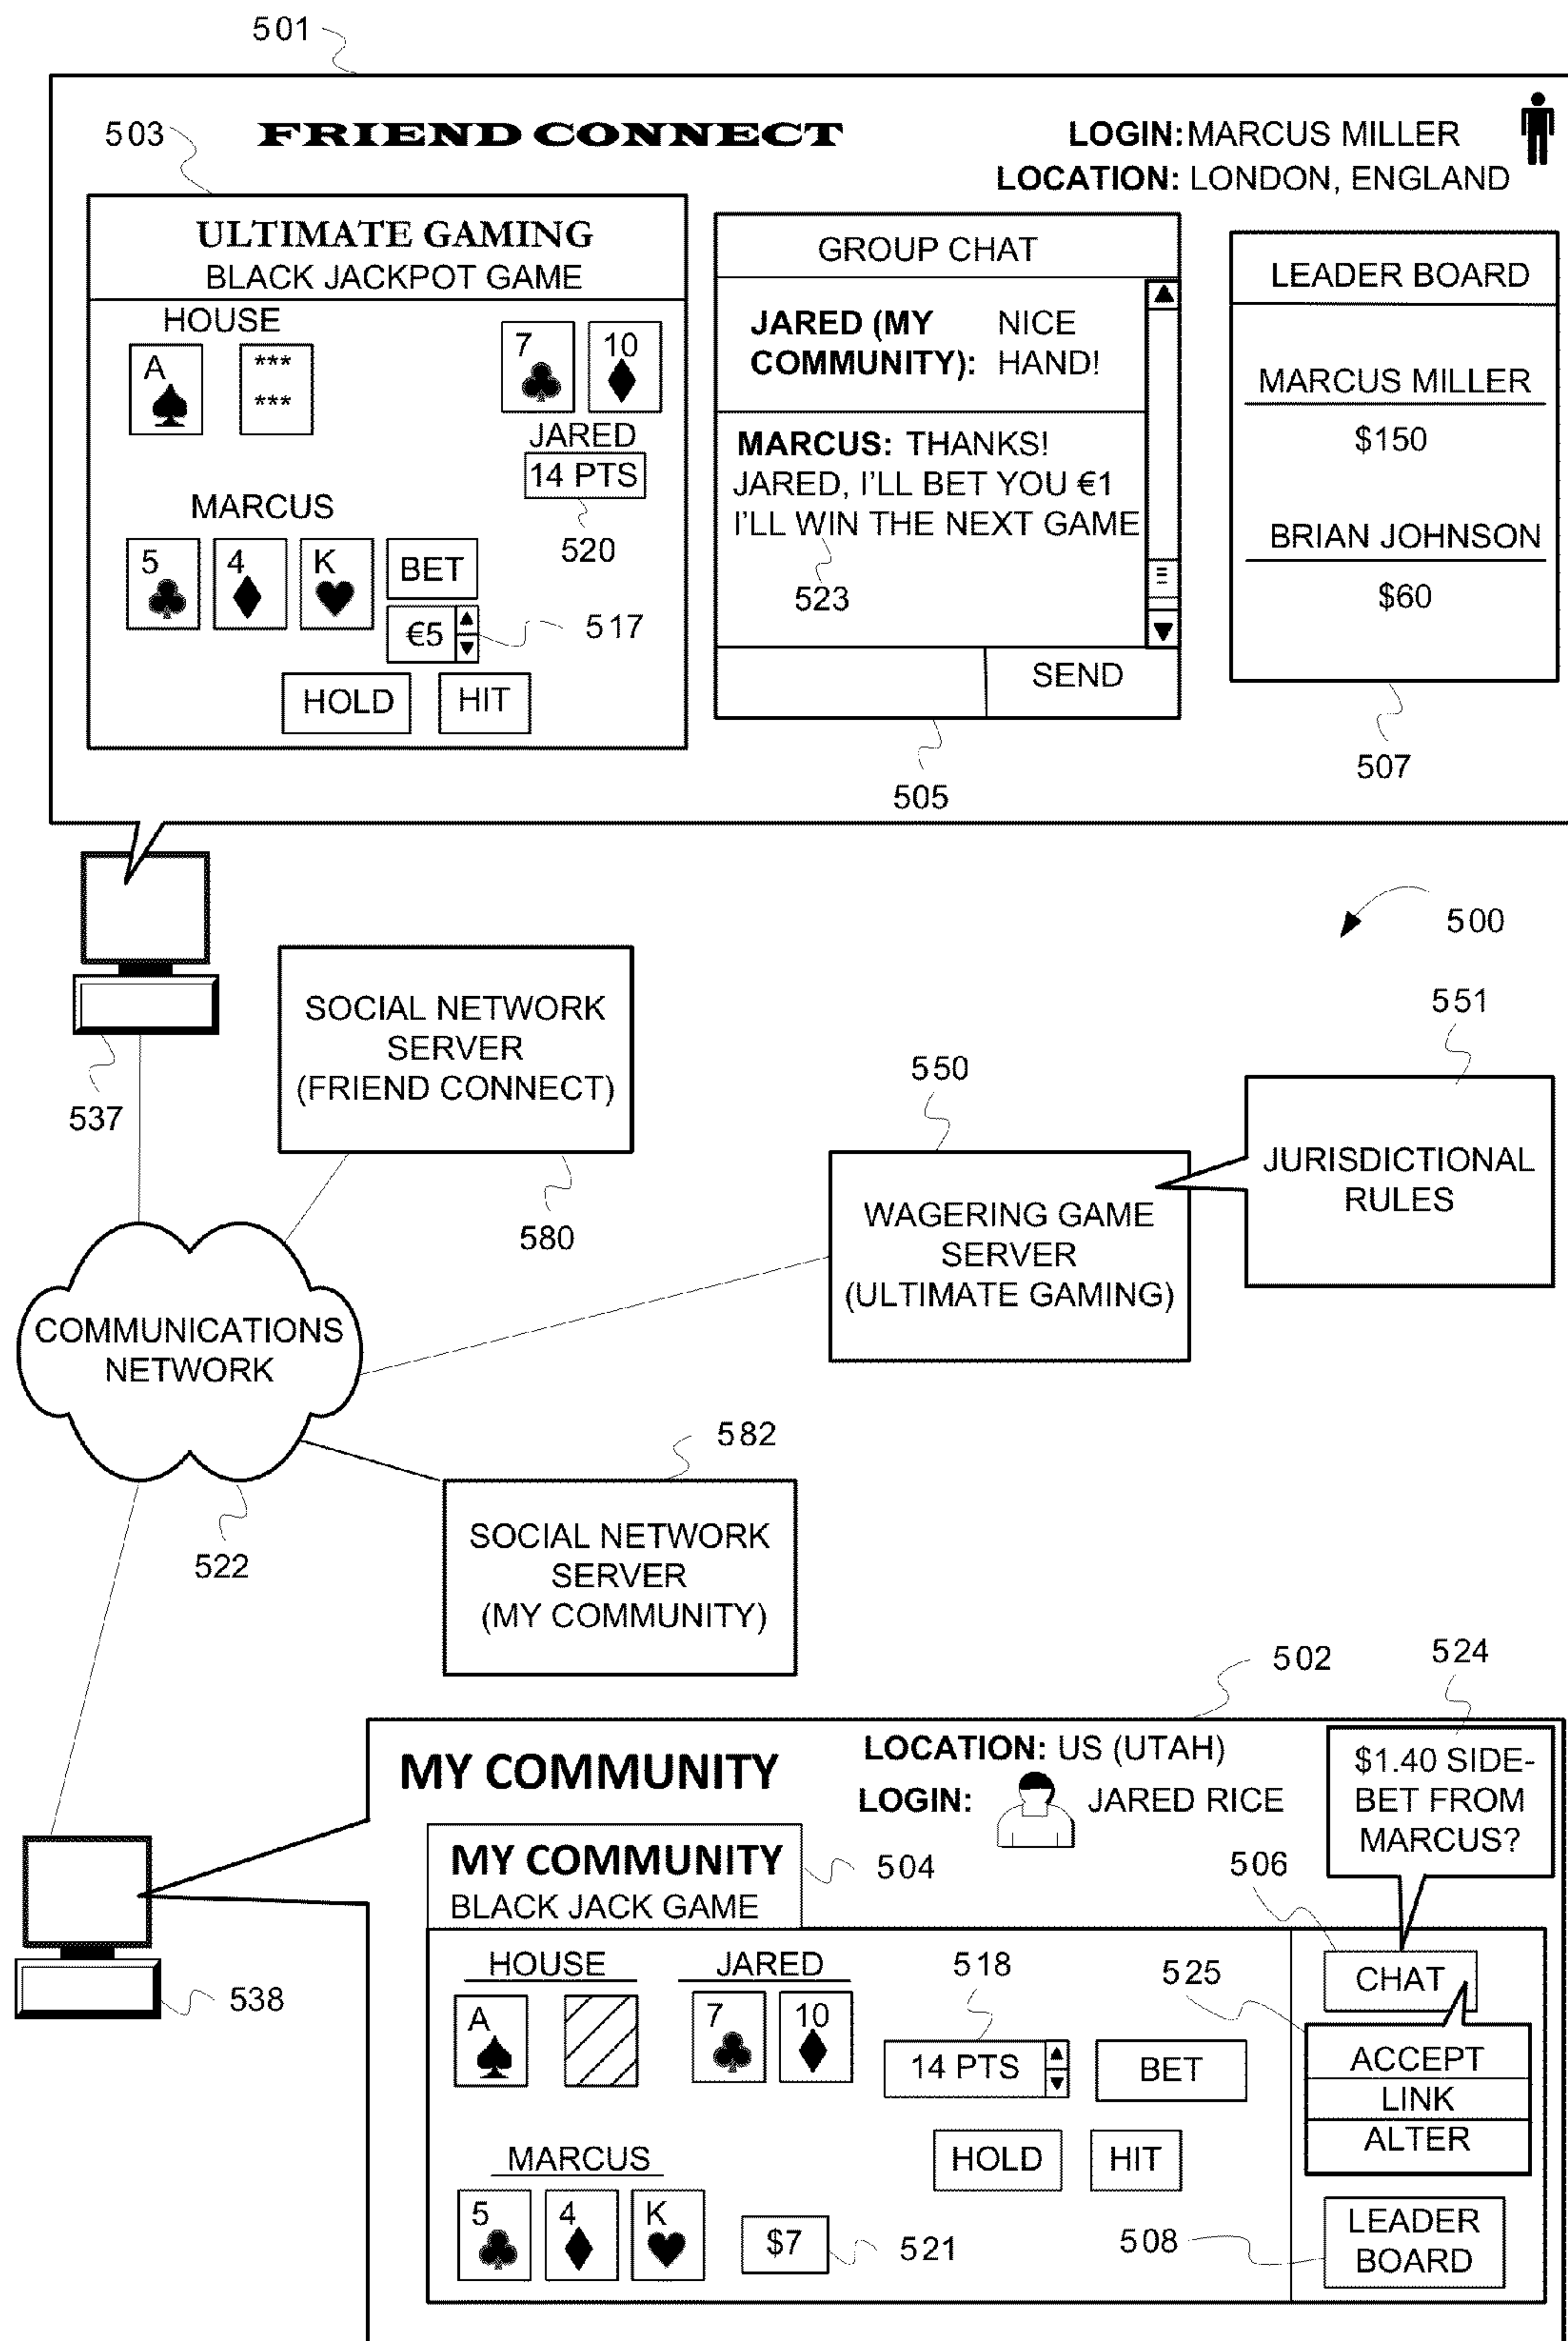 501
503
FRIEND CONNECT
LOGIN: MARCUS MILLER
LOCATION: LONDON, ENGLAND
ULTIMATE GAMING
BLACK JACKPOT GAME
HOUSE
A
***
***
7
10
JARED
14 PTS
520
MARCUS
5
4
K
BET
€5
517
HOLD
HIT
GROUP CHAT
JARED (MY COMMUNITY): NICE HAND!
MARCUS: THANKS!
JARED, I'LL BET YOU €1
I'LL WIN THE NEXT GAME
523
SEND
505
LEADER BOARD
MARCUS MILLER
$150
BRIAN JOHNSON
$60
507
500
537
SOCIAL NETWORK
SERVER
(FRIEND CONNECT)
580
550
WAGERING GAME
SERVER
(ULTIMATE GAMING)
551
JURISDICTIONAL
RULES
COMMUNICATIONS
NETWORK
522
582
SOCIAL NETWORK
SERVER
(MY COMMUNITY)
502
524
MY COMMUNITY
LOCATION: US (UTAH)
LOGIN: JARED RICE
$1.40 SIDE-
BET FROM
MARCUS?
MY COMMUNITY
BLACK JACK GAME
504
506
HOUSE
A
JARED
7
10
518
14 PTS
BET
525
CHAT
ACCEPT
LINK
ALTER
HOLD
HIT
MARCUS
5
4
K
$7
521
508
LEADER
BOARD
538